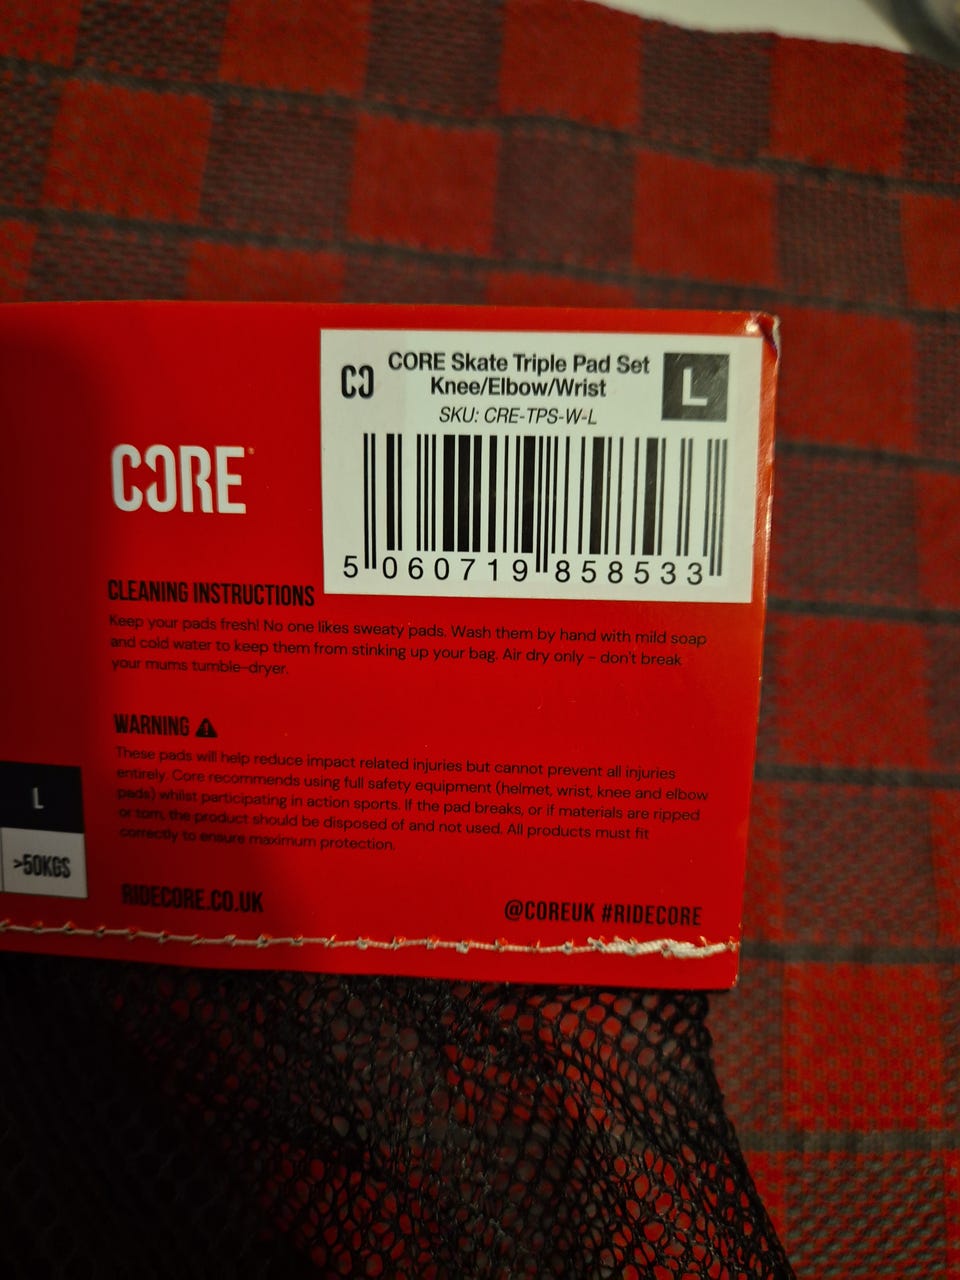 CORE Skate Triple Pad Set
Knee/Elbow/Wrist
L
SKU: CRE-TPS-W-L
5 060719 858533
CORE
CLEANING INSTRUCTIONS
Keep your pads fresh! No one likes sweaty pads. Wash them by hand with mild soap
and cold water to keep them from stinking up your bag. Air dry only – don't break
your mums tumble-dryer.
WARNING
These pads will help reduce impact related injuries but cannot prevent all injuries
entirely. Core recommends using full safety equipment (helmet, wrist, knee and elbow
pads) whilst participating in action sports. If the pad breaks, or if materials are ripped
or torn, the product should be disposed of and not used. All products must fit
correctly to ensure maximum protection.
L
>50KGS
RIDECORE.CO.UK
@COREUK #RIDECORE